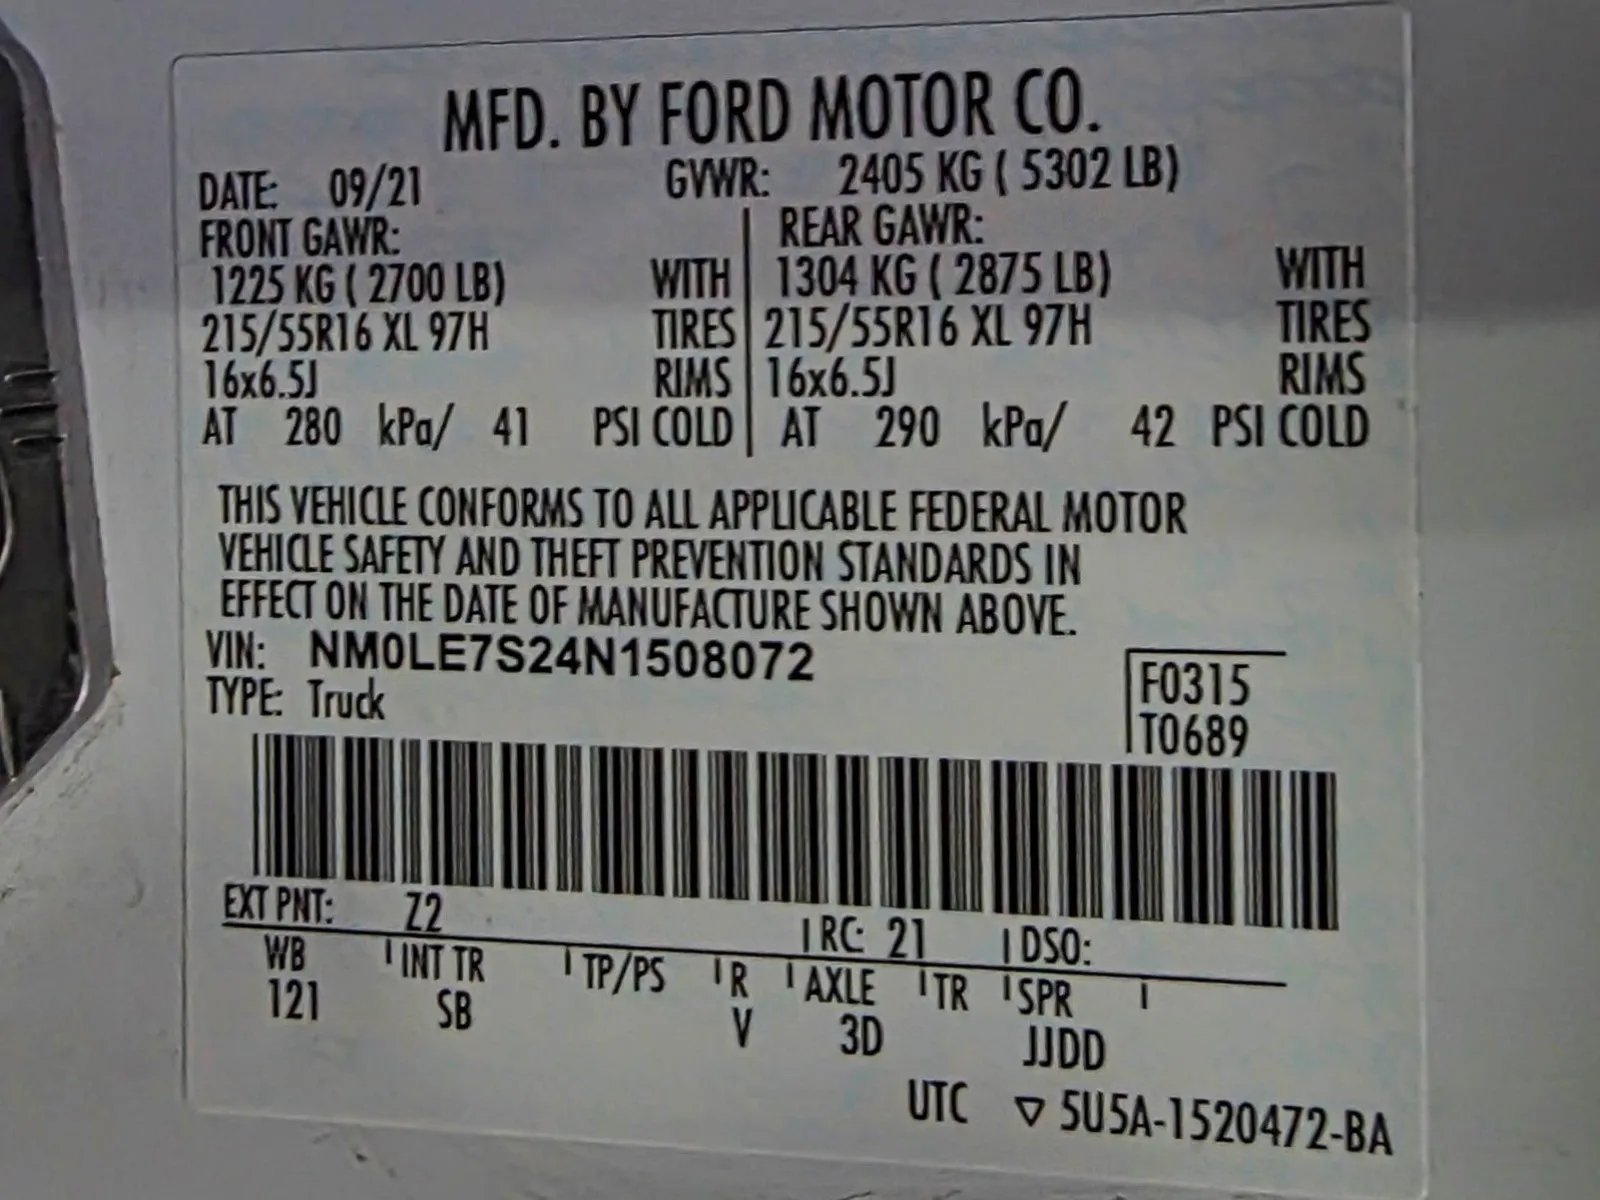 MFD. BY FORD MOTOR CO.
DATE: 09/21 GVWR: 2405 KG ( 5302 LB)
FRONT GAWR: REAR GAWR:
1225 KG ( 2700 LB) WITH 1304 KG ( 2875 LB) WITH
215/55R16 XL 97H TIRES 215/55R16 XL 97H TIRES
16x6.5J RIMS 16x6.5J RIMS
AT 280 kPa/ 41 PSI COLD AT 290 kPa/ 42 PSI COLD
THIS VEHICLE CONFORMS TO ALL APPLICABLE FEDERAL MOTOR
VEHICLE SAFETY AND THEFT PREVENTION STANDARDS IN
EFFECT ON THE DATE OF MANUFACTURE SHOWN ABOVE.
VIN: NM0LE7S24N1508072
TYPE: Truck
F0315
T0689
EXT PNT: Z2 RC: 21 DSO:
WB INT TR TP/PS R AXLE TR SPR
121 SB V 3D JJDD
UTC ▽ 5U5A-1520472-BA